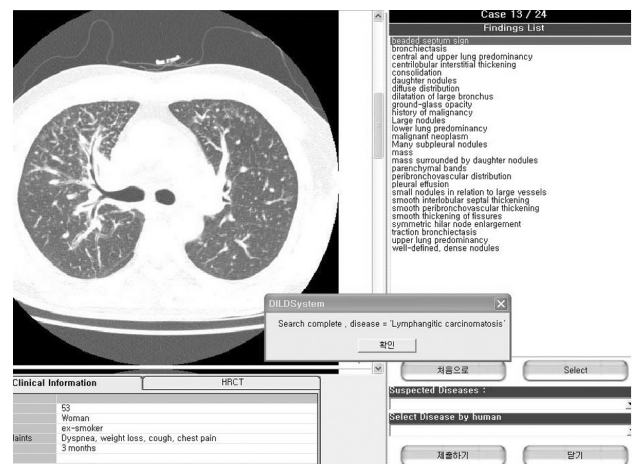 Case 13 / 24
Findings List
beaded septum sign
bronchiectasis
central and upper lung predominancy
centrilobular interstitial thickening
consolidation
daughter nodules
diffuse distribution
dilatation of large bronchus
ground-glass opacity
history of malignancy
Large nodules
lower lung predominancy
malignant neoplasm
Many subpleural nodules
mass
mass surrounded by daughter nodules
parenchymal bands
peribronchovascular distribution
pleural effusion
small nodules in relation to large vessels
smooth interlobular septal thickening
smooth peribronchovascular thickening
smooth thickening of fissures
symmetric hilar node enlargement
traction bronchiectasis
upper lung predominancy
well-defined, dense nodules
DILDSystem
Search complete , disease = 'Lymphangitic carcinomatosis'
확인
처음으로
Select
Suspected Diseases :
Select Disease by human
제출하기
닫기
Clinical Information
HRCT
53
Woman
ex-smoker
laints
Dyspnea, weight loss, cough, chest pain
3 months